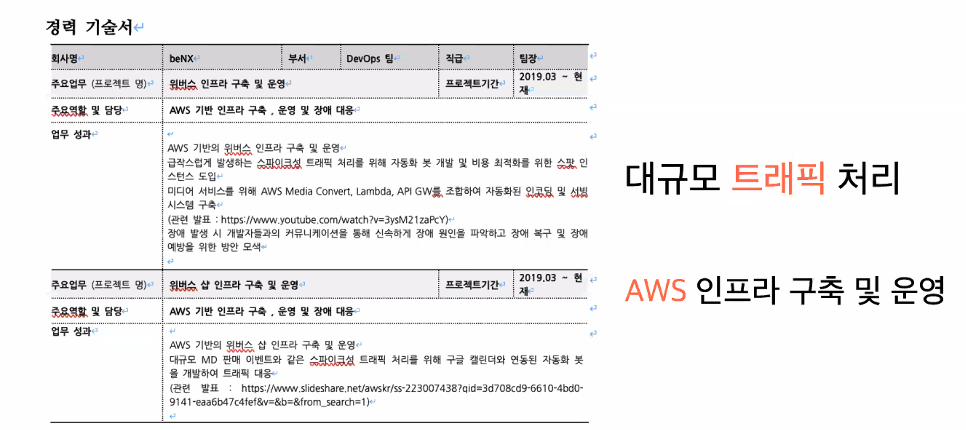 경력 기술서
회사명 beNX 부서 DevOps 팀 직급 팀장
주요업무 (프로젝트 명) 위버스 인프라 구축 및 운영 프로젝트기간 2019.03 ~ 현
재
주요역할 및 담당 AWS 기반 인프라 구축 , 운영 및 장애 대응
업무 성과
AWS 기반의 위버스 인프라 구축 및 운영
급작스럽게 발생하는 스파이크성 트래픽 처리를 위해 자동화 봇 개발 및 비용 최적화를 위한 스팟 인
스턴스 도입
미디어 서비스를 위해 AWS Media Convert, Lambda, API GW를 조합하여 자동화된 인코딩 및 서빙
시스템 구축
(관련 발표 : https://www.youtube.com/watch?v=3ysM21zaPcY)
장애 발생 시 개발자들과의 커뮤니케이션을 통해 신속하게 장애 원인을 파악하고 장애 복구 및 장애
예방을 위한 방안 모색
주요업무 (프로젝트 명) 위버스 샵 인프라 구축 및 운영 프로젝트기간 2019.03 ~ 현
재
주요역할 및 담당 AWS 기반 인프라 구축 , 운영 및 장애 대응
업무 성과
AWS 기반의 위버스 샵 인프라 구축 및 운영
대규모 MD 판매 이벤트와 같은 스파이크성 트래픽 처리를 위해 구글 캘린더와 연동된 자동화 봇
을 개발하여 트래픽 대응
(관련 발표 : https://www.slideshare.net/awskr/ss-223007438?qid=3d708cd9-6610-4bd0-
9141-eaa6b47c4fef&v=&b=&from_search=1)
대규모 트래픽 처리
AWS 인프라 구축 및 운영